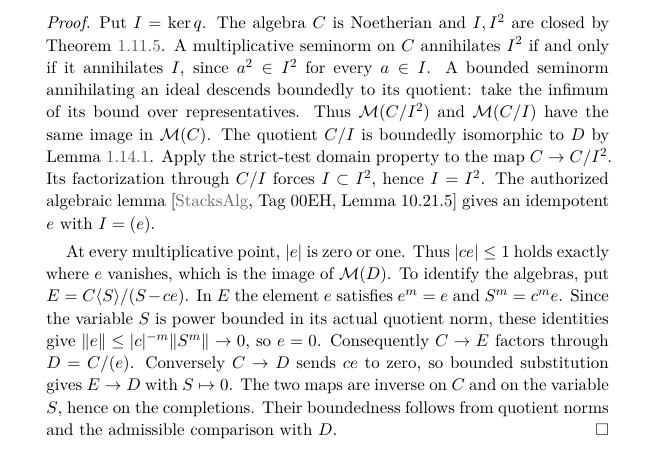 Proof. Put I = ker q. The algebra C is Noetherian and I, I² are closed by
Theorem 1.11.5. A multiplicative seminorm on C annihilates I² if and only
if it annihilates I, since a² ∈ I² for every a ∈ I. A bounded seminorm
annihilating an ideal descends boundedly to its quotient: take the infimum
of its bound over representatives. Thus ℳ(C/I²) and ℳ(C/I) have the
same image in ℳ(C). The quotient C/I is boundedly isomorphic to D by
Lemma 1.14.1. Apply the strict-test domain property to the map C → C/I².
Its factorization through C/I forces I ⊂ I², hence I = I². The authorized
algebraic lemma [StacksAlg, Tag 00EH, Lemma 10.21.5] gives an idempotent
e with I = (e).
At every multiplicative point, |e| is zero or one. Thus |ce| ≤ 1 holds exactly
where e vanishes, which is the image of ℳ(D). To identify the algebras, put
E = C⟨S⟩/(S − ce). In E the element e satisfies eᵐ = e and Sᵐ = cᵐe. Since
the variable S is power bounded in its actual quotient norm, these identities
give ‖e‖ ≤ |c|⁻ᵐ‖Sᵐ‖ → 0, so e = 0. Consequently C → E factors through
D = C/(e). Conversely C → D sends ce to zero, so bounded substitution
gives E → D with S ↦ 0. The two maps are inverse on C and on the variable
S, hence on the completions. Their boundedness follows from quotient norms
and the admissible comparison with D. □